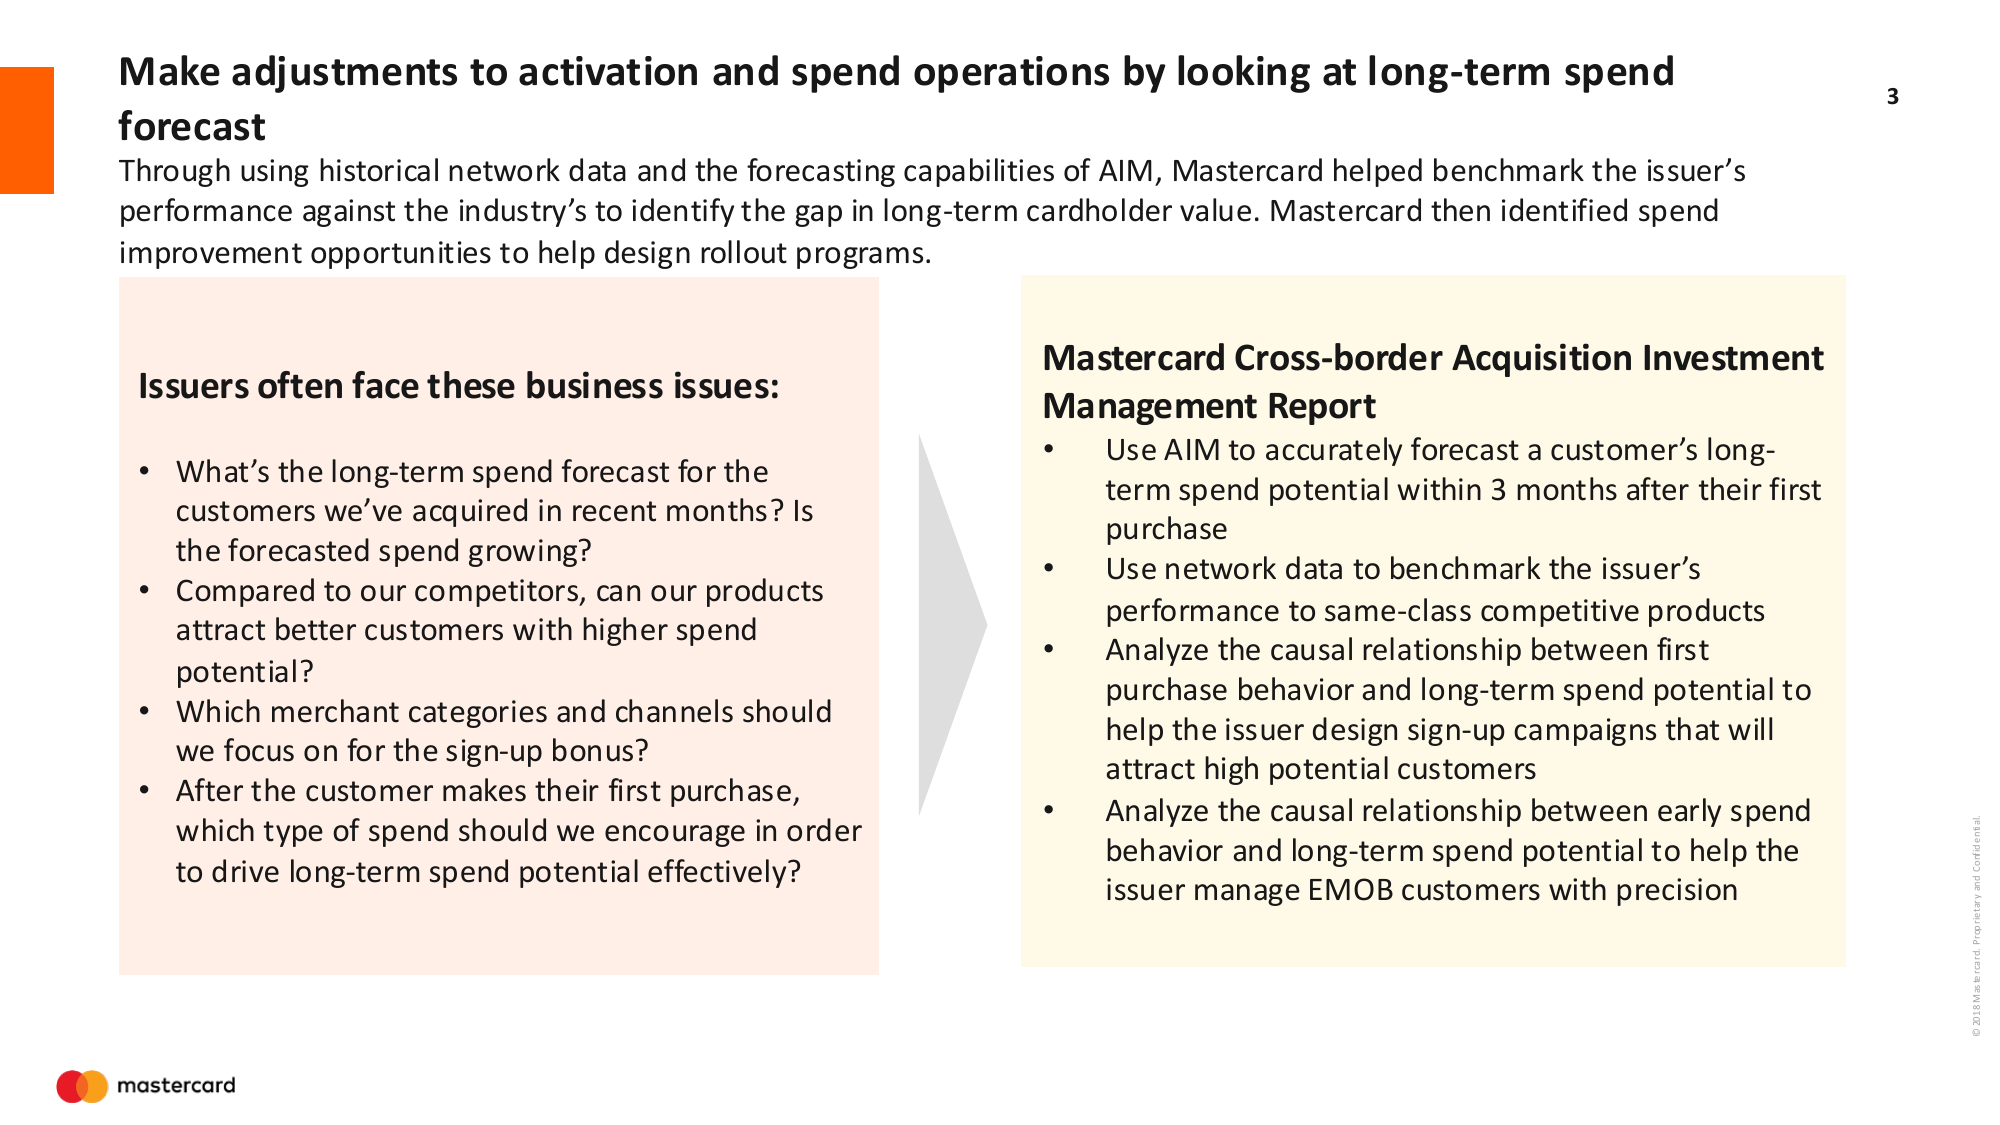 Make adjustments to activation and spend operations by looking at long-term spend
forecast
3
Through using historical network data and the forecasting capabilities of AIM, Mastercard helped benchmark the issuer’s
performance against the industry’s to identify the gap in long-term cardholder value. Mastercard then identified spend
improvement opportunities to help design rollout programs.
Issuers often face these business issues:
• What’s the long-term spend forecast for the
customers we’ve acquired in recent months? Is
the forecasted spend growing?
• Compared to our competitors, can our products
attract better customers with higher spend
potential?
• Which merchant categories and channels should
we focus on for the sign-up bonus?
• After the customer makes their first purchase,
which type of spend should we encourage in order
to drive long-term spend potential effectively?
Mastercard Cross-border Acquisition Investment
Management Report
• Use AIM to accurately forecast a customer’s long-
term spend potential within 3 months after their first
purchase
• Use network data to benchmark the issuer’s
performance to same-class competitive products
• Analyze the causal relationship between first
purchase behavior and long-term spend potential to
help the issuer design sign-up campaigns that will
attract high potential customers
• Analyze the causal relationship between early spend
behavior and long-term spend potential to help the
issuer manage EMOB customers with precision
©2018 Mastercard. Proprietary and Confidential.
mastercard